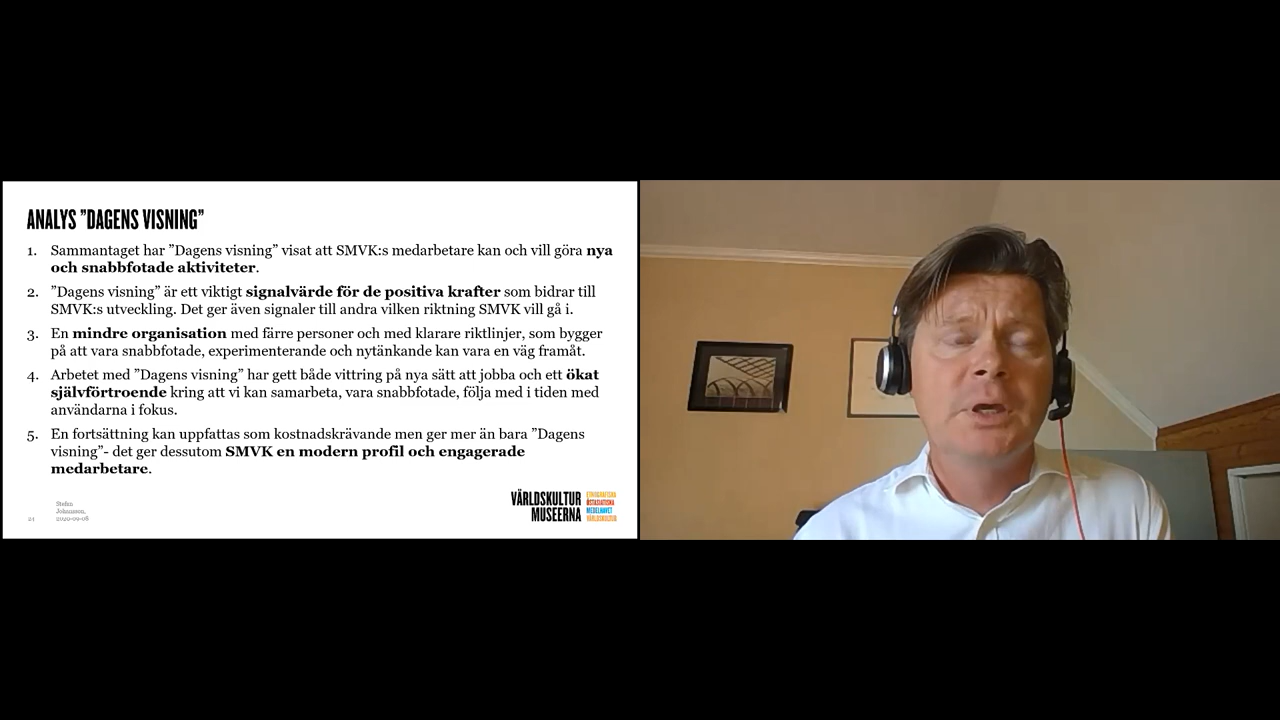 ANALYS ”DAGENS VISNING”
1. Sammantaget har ”Dagens visning” visat att SMVK:s medarbetare kan och vill göra nya
och snabbfotade aktiviteter.
2. ”Dagens visning” är ett viktigt signalvärde för de positiva krafter som bidrar till
SMVK:s utveckling. Det ger även signaler till andra vilken riktning SMVK vill gå i.
3. En mindre organisation med färre personer och med klarare riktlinjer, som bygger
på att vara snabbfotade, experimenterande och nytänkande kan vara en väg framåt.
4. Arbetet med ”Dagens visning” har gett både vittring på nya sätt att jobba och ett ökat
självförtroende kring att vi kan samarbeta, vara snabbfotade, följa med i tiden med
användarna i fokus.
5. En fortsättning kan uppfattas som kostnadskrävande men ger mer än bara ”Dagens
visning”- det ger dessutom SMVK en modern profil och engagerade
medarbetare.
Stefan
Johansson,
2020-09-08
VÄRLDSKULTUR
MUSEERNA
ETNOGRAFISKA
ÖSTASIATISKA
MEDELHAVET
VÄRLDSKULTUR